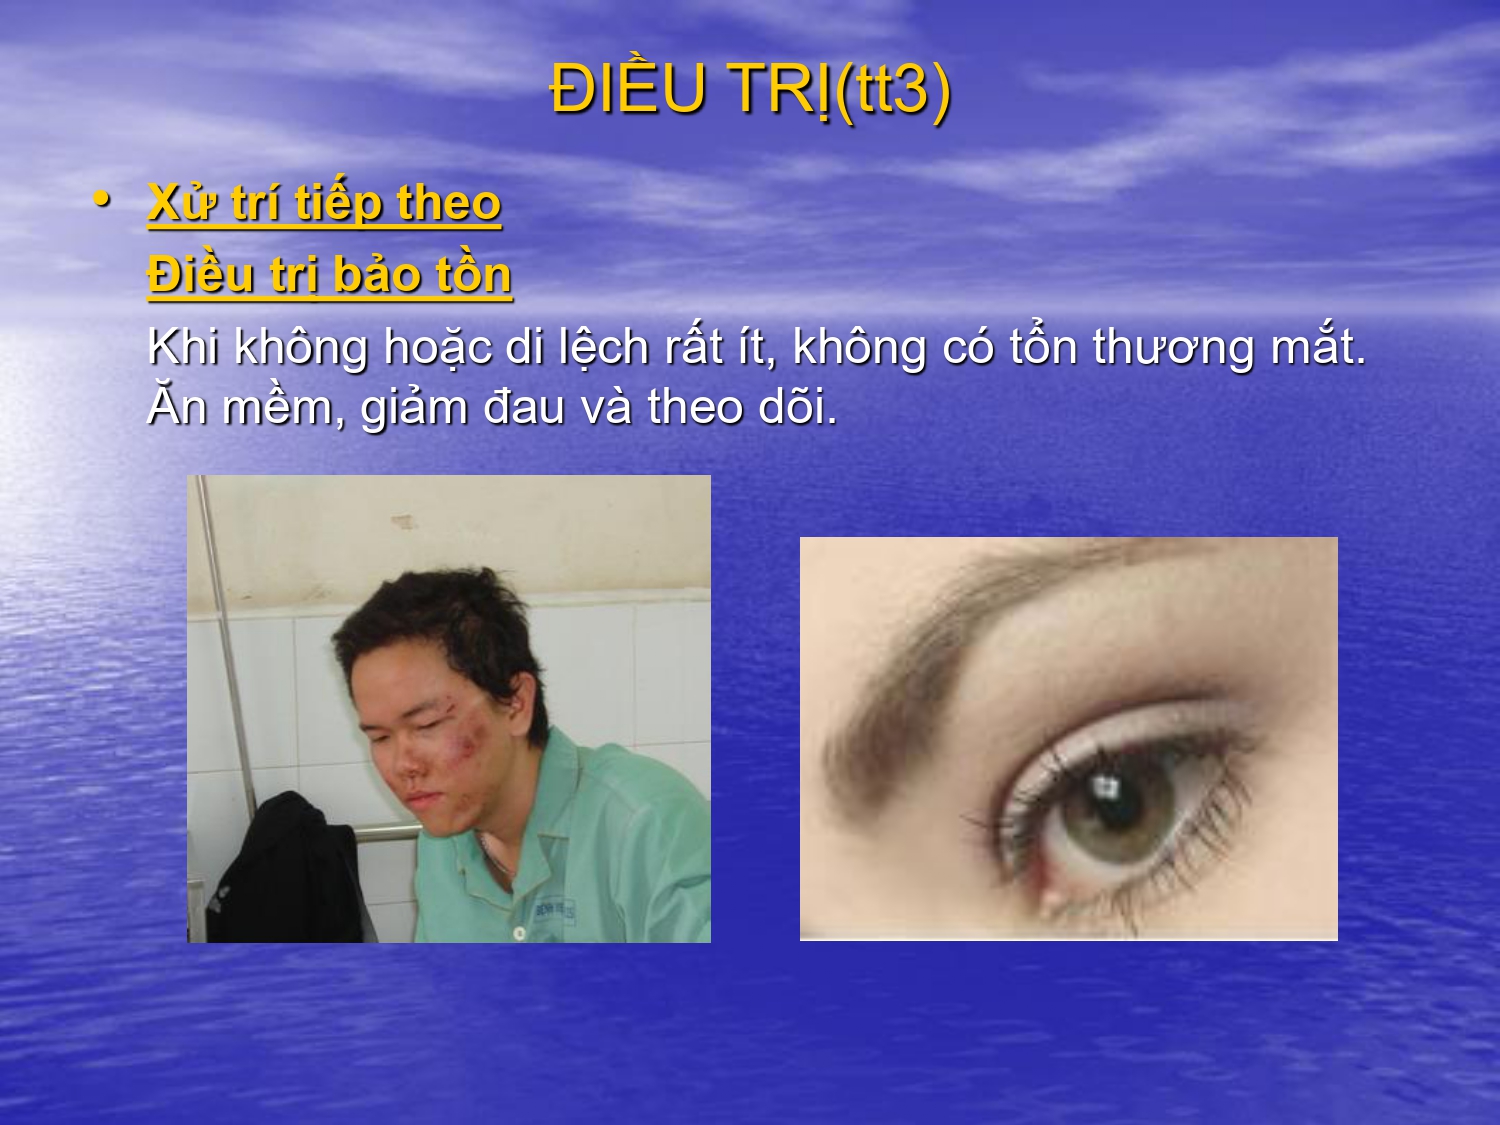 ĐIỀU TRỊ(tt3)
• Xử trí tiếp theo
Điều trị bảo tồn
Khi không hoặc di lệch rất ít, không có tổn thương mắt.
Ăn mềm, giảm đau và theo dõi.